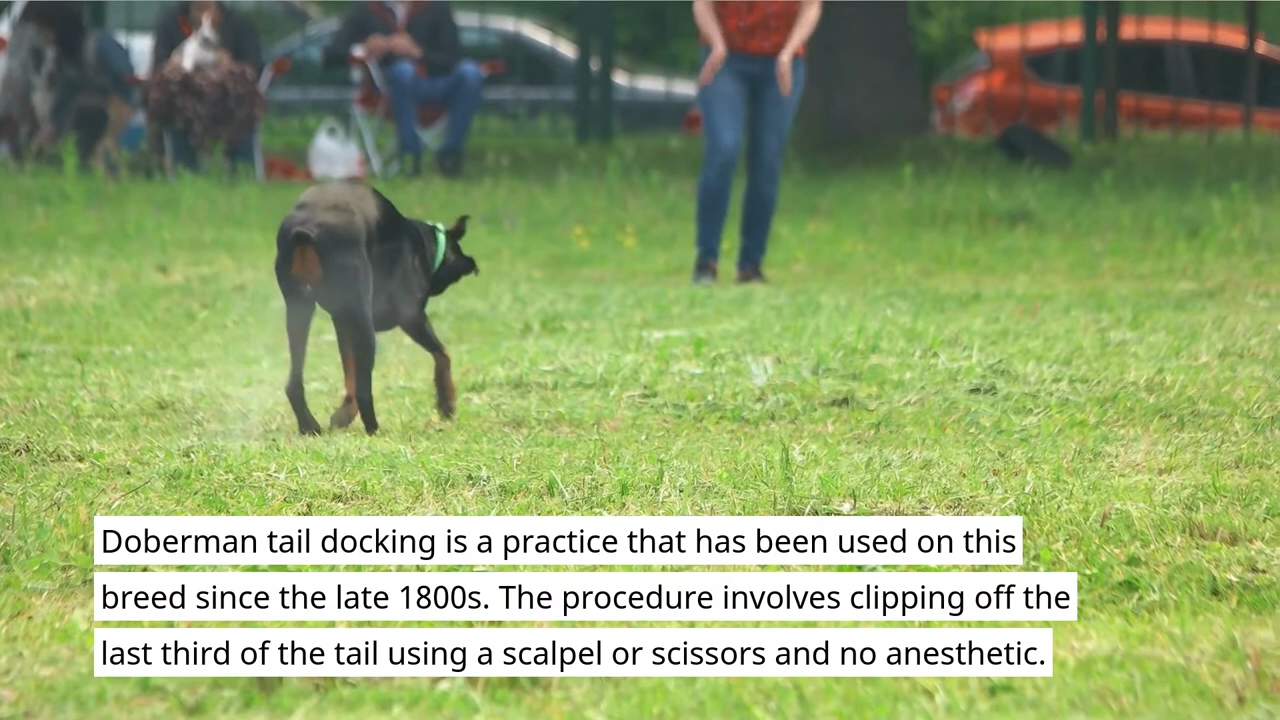 Doberman tail docking is a practice that has been used on this
breed since the late 1800s. The procedure involves clipping off the
last third of the tail using a scalpel or scissors and no anesthetic.